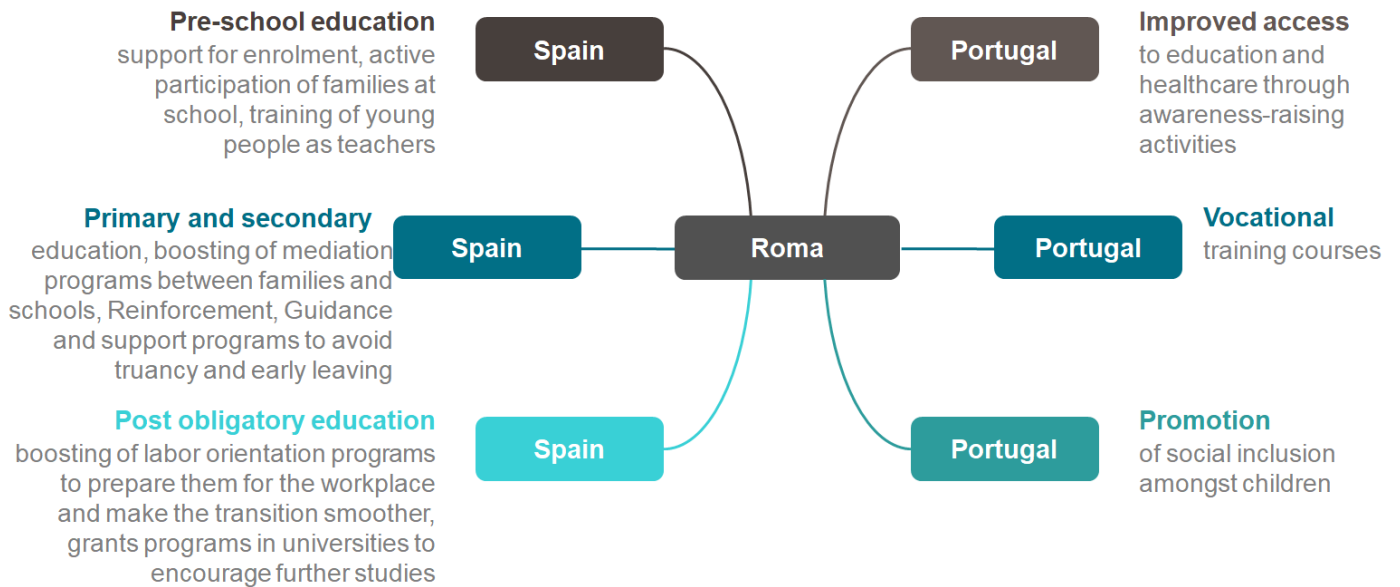 Pre-school education
support for enrolment, active
participation of families at
school, training of young
people as teachers
Spain
Portugal
Improved access
to education and
healthcare through
awareness-raising
activities
Primary and secondary
education, boosting of mediation
programs between families and
schools, Reinforcement, Guidance
and support programs to avoid
truancy and early leaving
Spain
Roma
Portugal
Vocational
training courses
Post obligatory education
boosting of labor orientation programs
to prepare them for the workplace
and make the transition smoother,
grants programs in universities to
encourage further studies
Spain
Portugal
Promotion
of social inclusion
amongst children